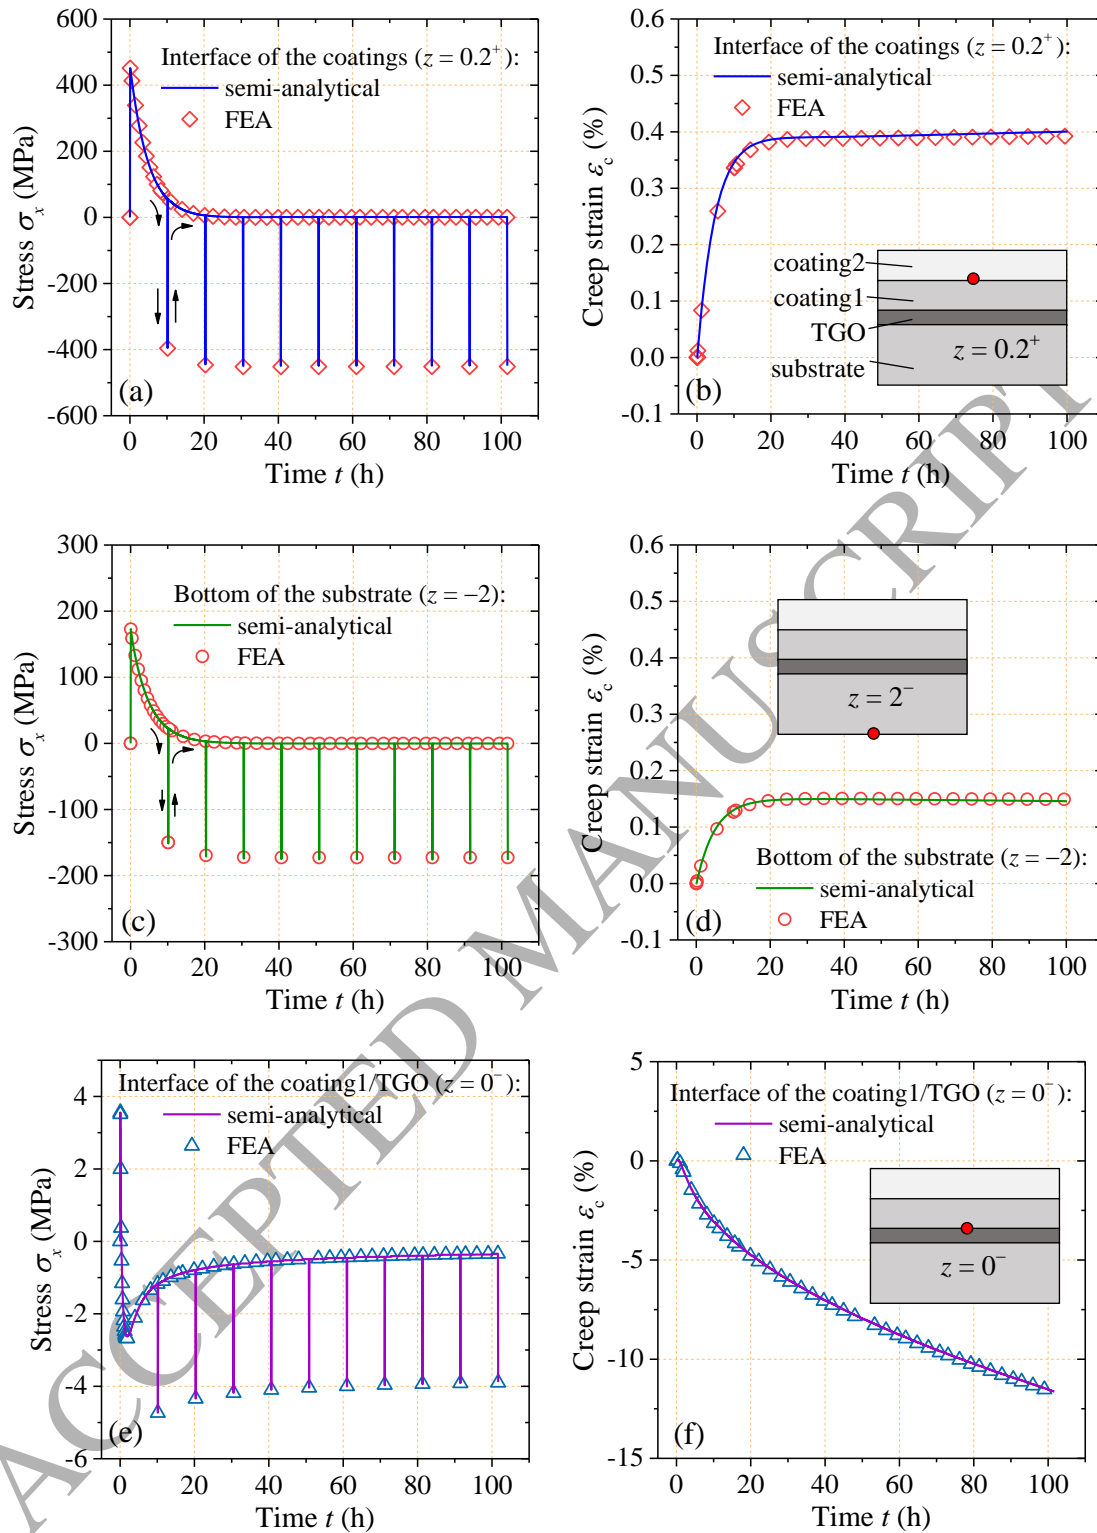 600
400
200
0
-200
-400
-600
Stress σx (MPa)
Interface of the coatings (z = 0.2+):
semi-analytical
FEA
(a)
0 20 40 60 80 100
Time t (h)
0.6
0.5
0.4
0.3
0.2
0.1
0.0
-0.1
Creep strain εc (%)
Interface of the coatings (z = 0.2+):
semi-analytical
FEA
coating2
coating1
TGO
substrate
z = 0.2+
(b)
0 20 40 60 80 100
Time t (h)
300
200
100
0
-100
-200
-300
Stress σx (MPa)
Bottom of the substrate (z = −2):
semi-analytical
FEA
(c)
0 20 40 60 80 100
Time t (h)
0.6
0.5
0.4
0.3
0.2
0.1
0.0
-0.1
Creep strain εc (%)
z = 2−
Bottom of the substrate (z = −2):
semi-analytical
FEA
(d)
0 20 40 60 80 100
Time t (h)
4
2
0
-2
-4
-6
Stress σx (MPa)
Interface of the coating1/TGO (z = 0−):
semi-analytical
FEA
(e)
0 20 40 60 80 100
Time t (h)
5
0
-5
-10
-15
Creep strain εc (%)
Interface of the coating1/TGO (z = 0−):
semi-analytical
FEA
z = 0−
(f)
0 20 40 60 80 100
Time t (h)
ACCEPTED MANUSCRIPT